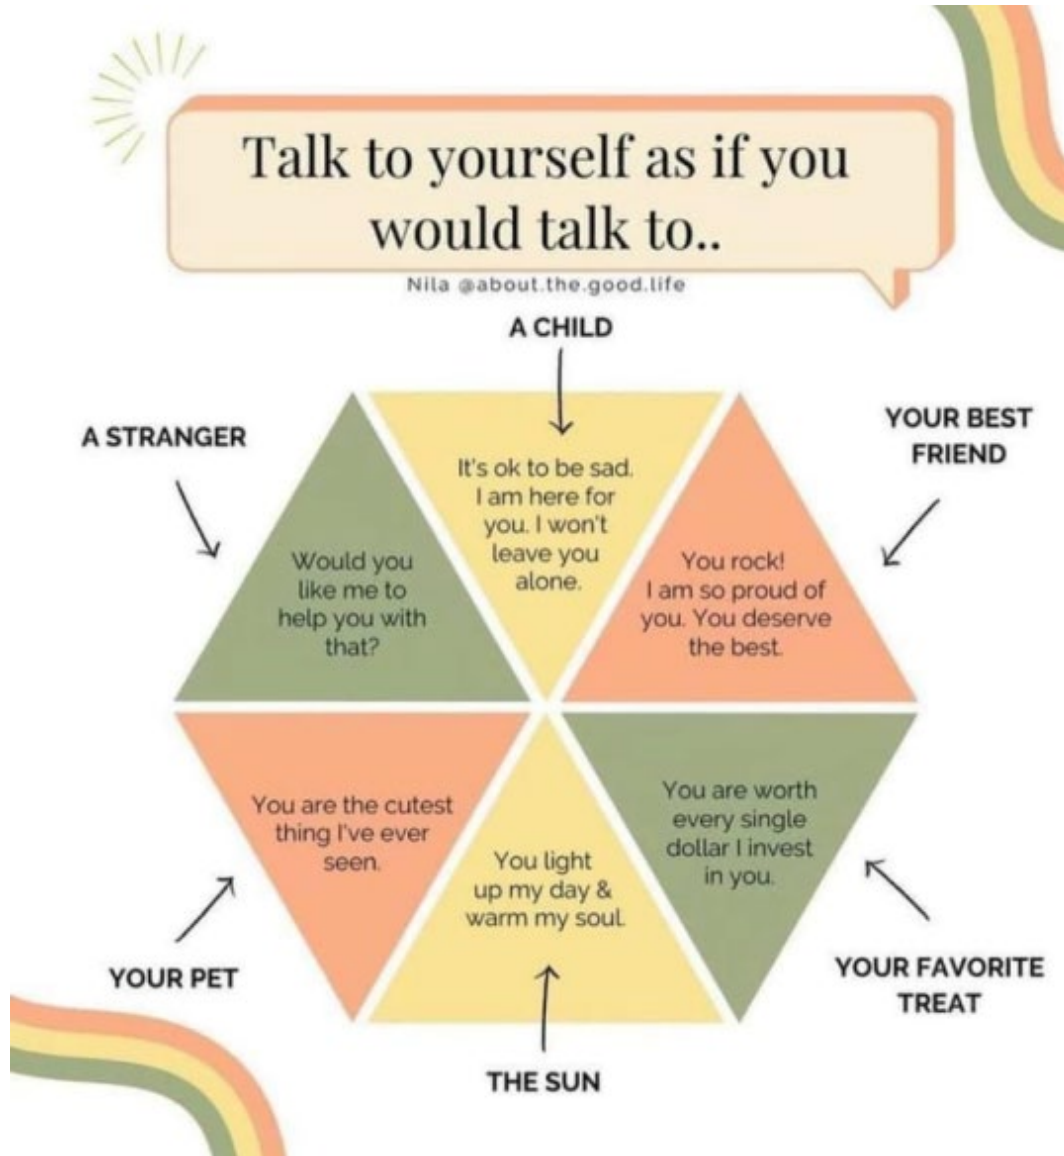 Talk to yourself as if you
would talk to..
Nila @about.the.good.life
A CHILD
It's ok to be sad.
I am here for
you. I won't
leave you
alone.
YOUR BEST
FRIEND
You rock!
I am so proud of
you. You deserve
the best.
A STRANGER
Would you
like me to
help you with
that?
YOUR PET
You are the cutest
thing I've ever
seen.
THE SUN
You light
up my day &
warm my soul.
YOUR FAVORITE
TREAT
You are worth
every single
dollar I invest
in you.